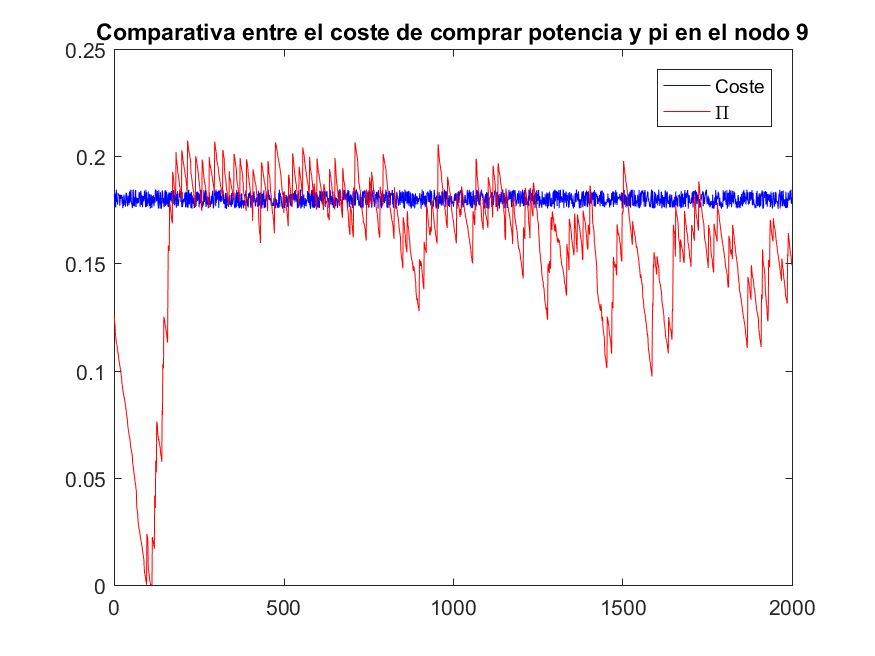 Comparativa entre el coste de comprar potencia y pi en el nodo 9
0.25
0.2
0.15
0.1
0.05
0
0 500 1000 1500 2000
Coste
Π